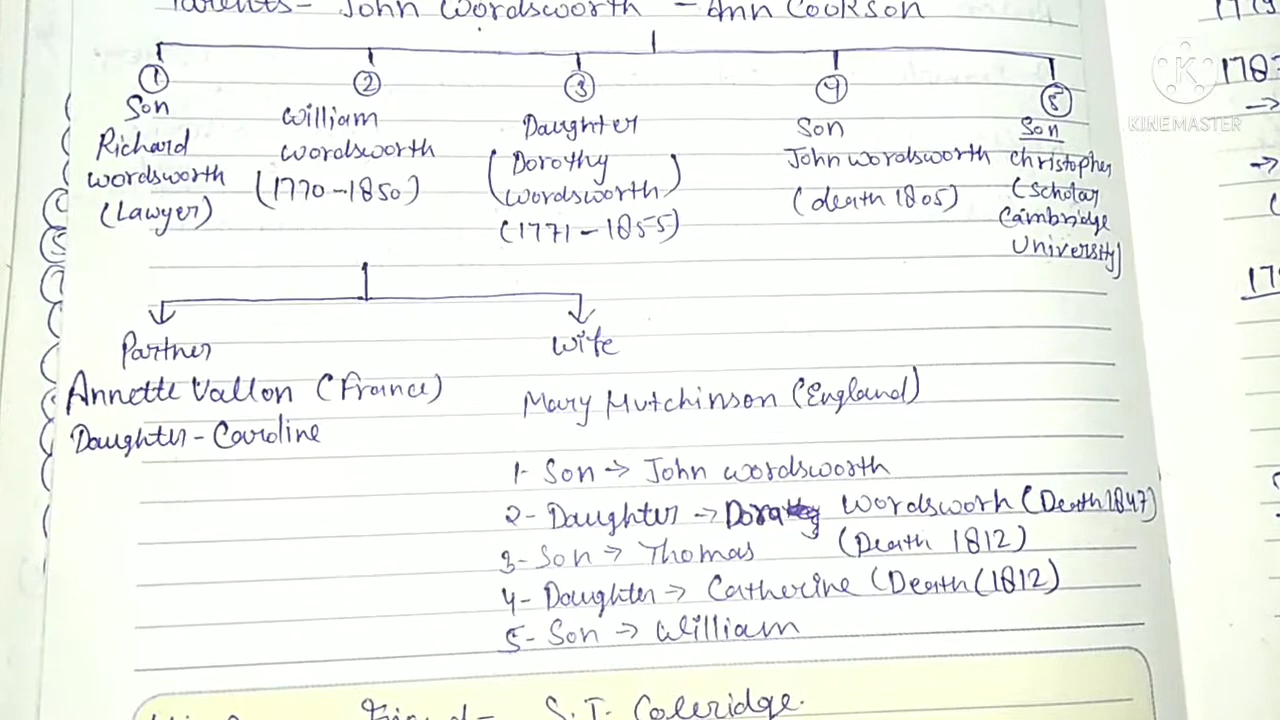 Parents- John Wordsworth - Ann Cookson
1 2 3 4 5
Son
Richard
wordsworth
(Lawyer)
William
wordsworth
(1770-1850)
Daughter
(Dorothy
wordsworth)
(1771-1855)
Son
John wordsworth
(death 1805)
Son
christopher
(Scholar
Cambridge
University)
Partner
Annette Vallon (France)
Daughter - Caroline
Wife
Mary Hutchinson (England)
1- Son → John wordsworth
2- Daughter → Dora Wordsworh (Death 1847)
3- Son → Thomas (Death 1812)
4- Daughter → Catherine (Death (1812)
5- Son → William
Friend- S.T. Coleridge.
K
KINEMASTER